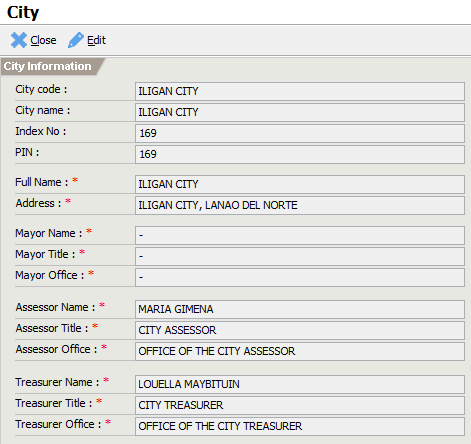 City
Close Edit
City Information
City code : ILIGAN CITY
City name : ILIGAN CITY
Index No : 169
PIN : 169
Full Name : * ILIGAN CITY
Address : * ILIGAN CITY, LANAO DEL NORTE
Mayor Name : * -
Mayor Title : * -
Mayor Office : * -
Assessor Name : * MARIA GIMENA
Assessor Title : * CITY ASSESSOR
Assessor Office : * OFFICE OF THE CITY ASSESSOR
Treasurer Name : * LOUELLA MAYBITUIN
Treasurer Title : * CITY TREASURER
Treasurer Office : * OFFICE OF THE CITY TREASURER